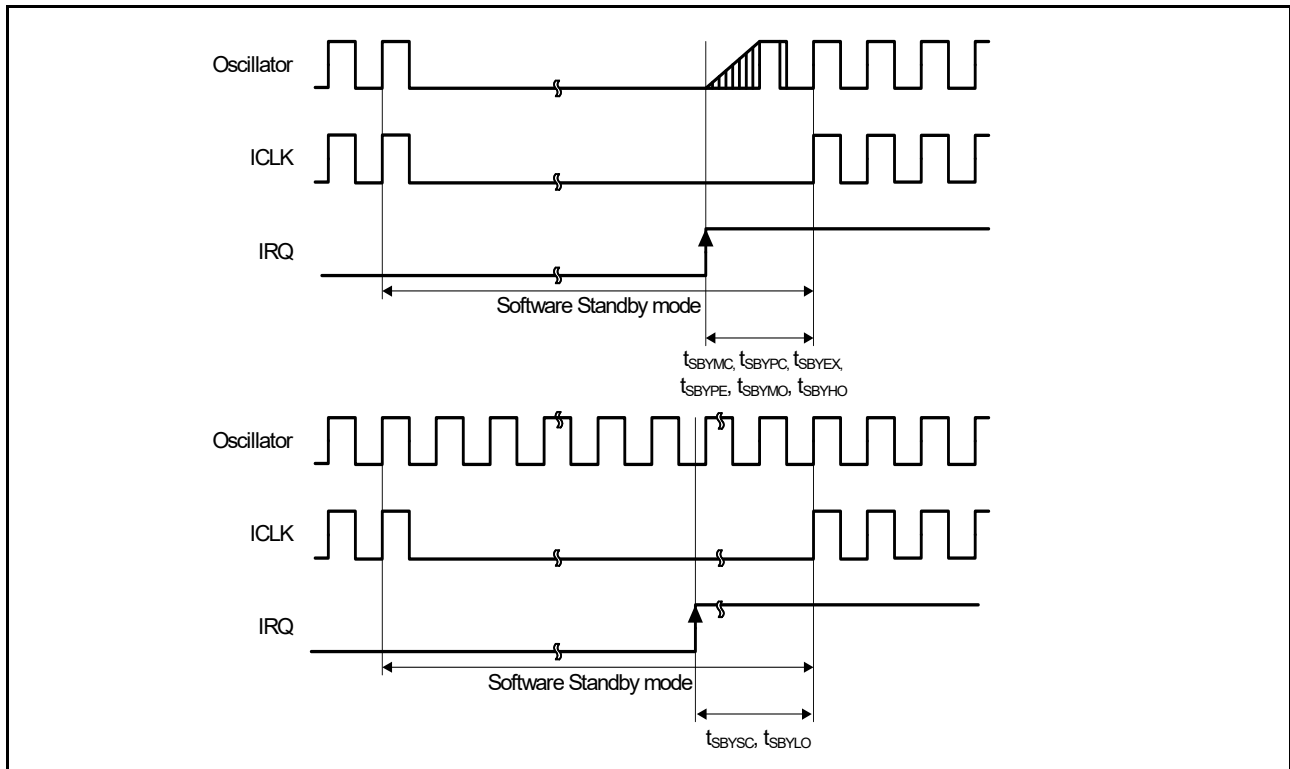 Oscillator
ICLK
IRQ
Software Standby mode
tSBYMC, tSBYPC, tSBYEX,
tSBYPE, tSBYMO, tSBYHO
Oscillator
ICLK
IRQ
Software Standby mode
tSBYSC, tSBYLO